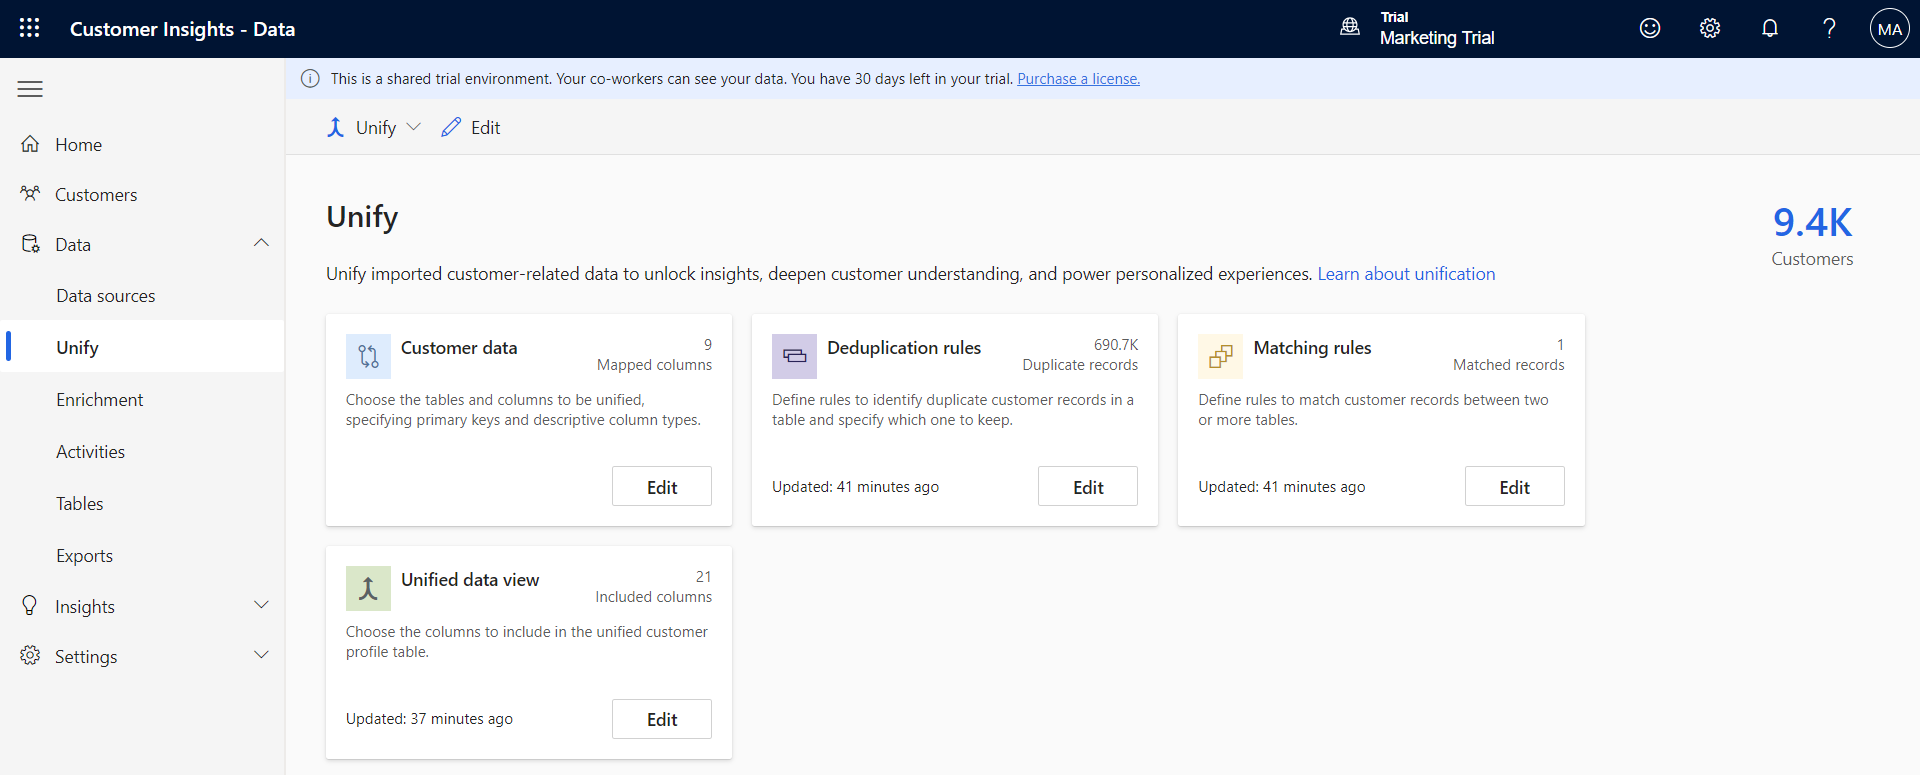 Customer Insights - Data
Trial
Marketing Trial
?
MA
This is a shared trial environment. Your co-workers can see your data. You have 30 days left in your trial. Purchase a license.
Home
Customers
Data
Data sources
Unify
Enrichment
Activities
Tables
Exports
Insights
Settings
Unify
Edit
Unify
9.4K
Customers
Unify imported customer-related data to unlock insights, deepen customer understanding, and power personalized experiences. Learn about unification
Customer data
9
Mapped columns
Choose the tables and columns to be unified,
specifying primary keys and descriptive column types.
Edit
Deduplication rules
690.7K
Duplicate records
Define rules to identify duplicate customer records in a
table and specify which one to keep.
Updated: 41 minutes ago
Edit
Matching rules
1
Matched records
Define rules to match customer records between two
or more tables.
Updated: 41 minutes ago
Edit
Unified data view
21
Included columns
Choose the columns to include in the unified customer
profile table.
Updated: 37 minutes ago
Edit